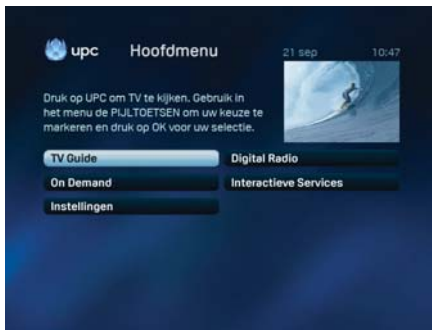 upc Hoofdmenu 21 sep 10:47
Druk op UPC om TV te kijken. Gebruik in
het menu de PIJLTOETSEN om uw keuze te
markeren en druk op OK voor uw
selectie.
TV Guide Digital Radio
On Demand Interactieve Services
Instellingen